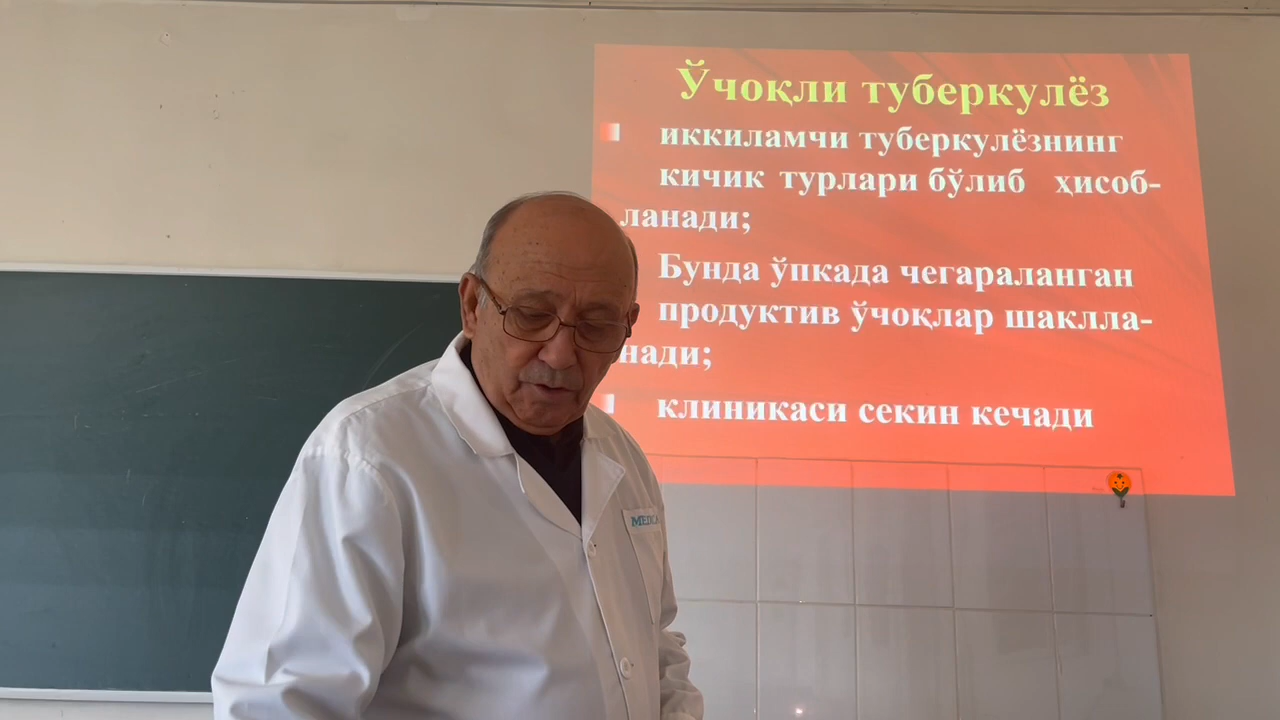 Ўчоқли туберкулёз
иккиламчи туберкулёзнинг
кичик турлари бўлиб ҳисоб-
ланади;
Бунда ўпкада чегараланган
продуктив ўчоқлар шаклла-
нади;
клиникаси секин кечади